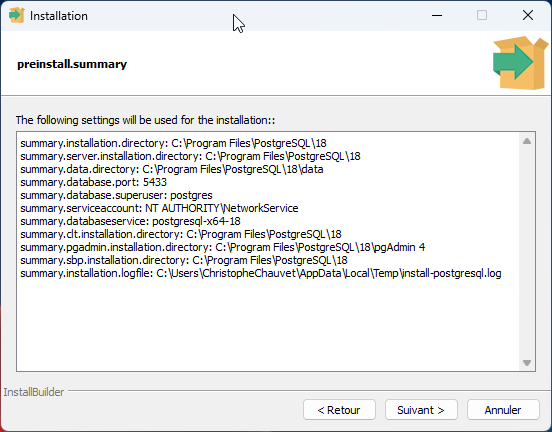 Installation
preinstall.summary
The following settings will be used for the installation::
summary.installation.directory: C:\Program Files\PostgreSQL\18
summary.server.installation.directory: C:\Program Files\PostgreSQL\18
summary.data.directory: C:\Program Files\PostgreSQL\18\data
summary.database.port: 5433
summary.database.superuser: postgres
summary.serviceaccount: NT AUTHORITY\NetworkService
summary.databaseservice: postgresql-x64-18
summary.clt.installation.directory: C:\Program Files\PostgreSQL\18
summary.pgadmin.installation.directory: C:\Program Files\PostgreSQL\18\pgAdmin 4
summary.sbp.installation.directory: C:\Program Files\PostgreSQL\18
summary.installation.logfile: C:\Users\ChristopheChauvet\AppData\Local\Temp\install-postgresql.log
InstallBuilder
< Retour Suivant > Annuler